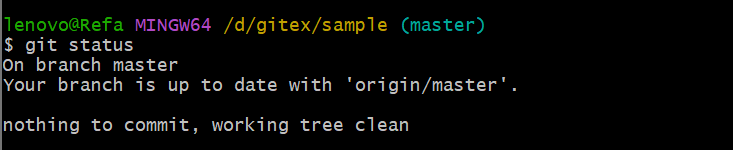 lenovo@Refa MINGW64 /d/gitex/sample (master)
$ git status
On branch master
Your branch is up to date with 'origin/master'.
nothing to commit, working tree clean